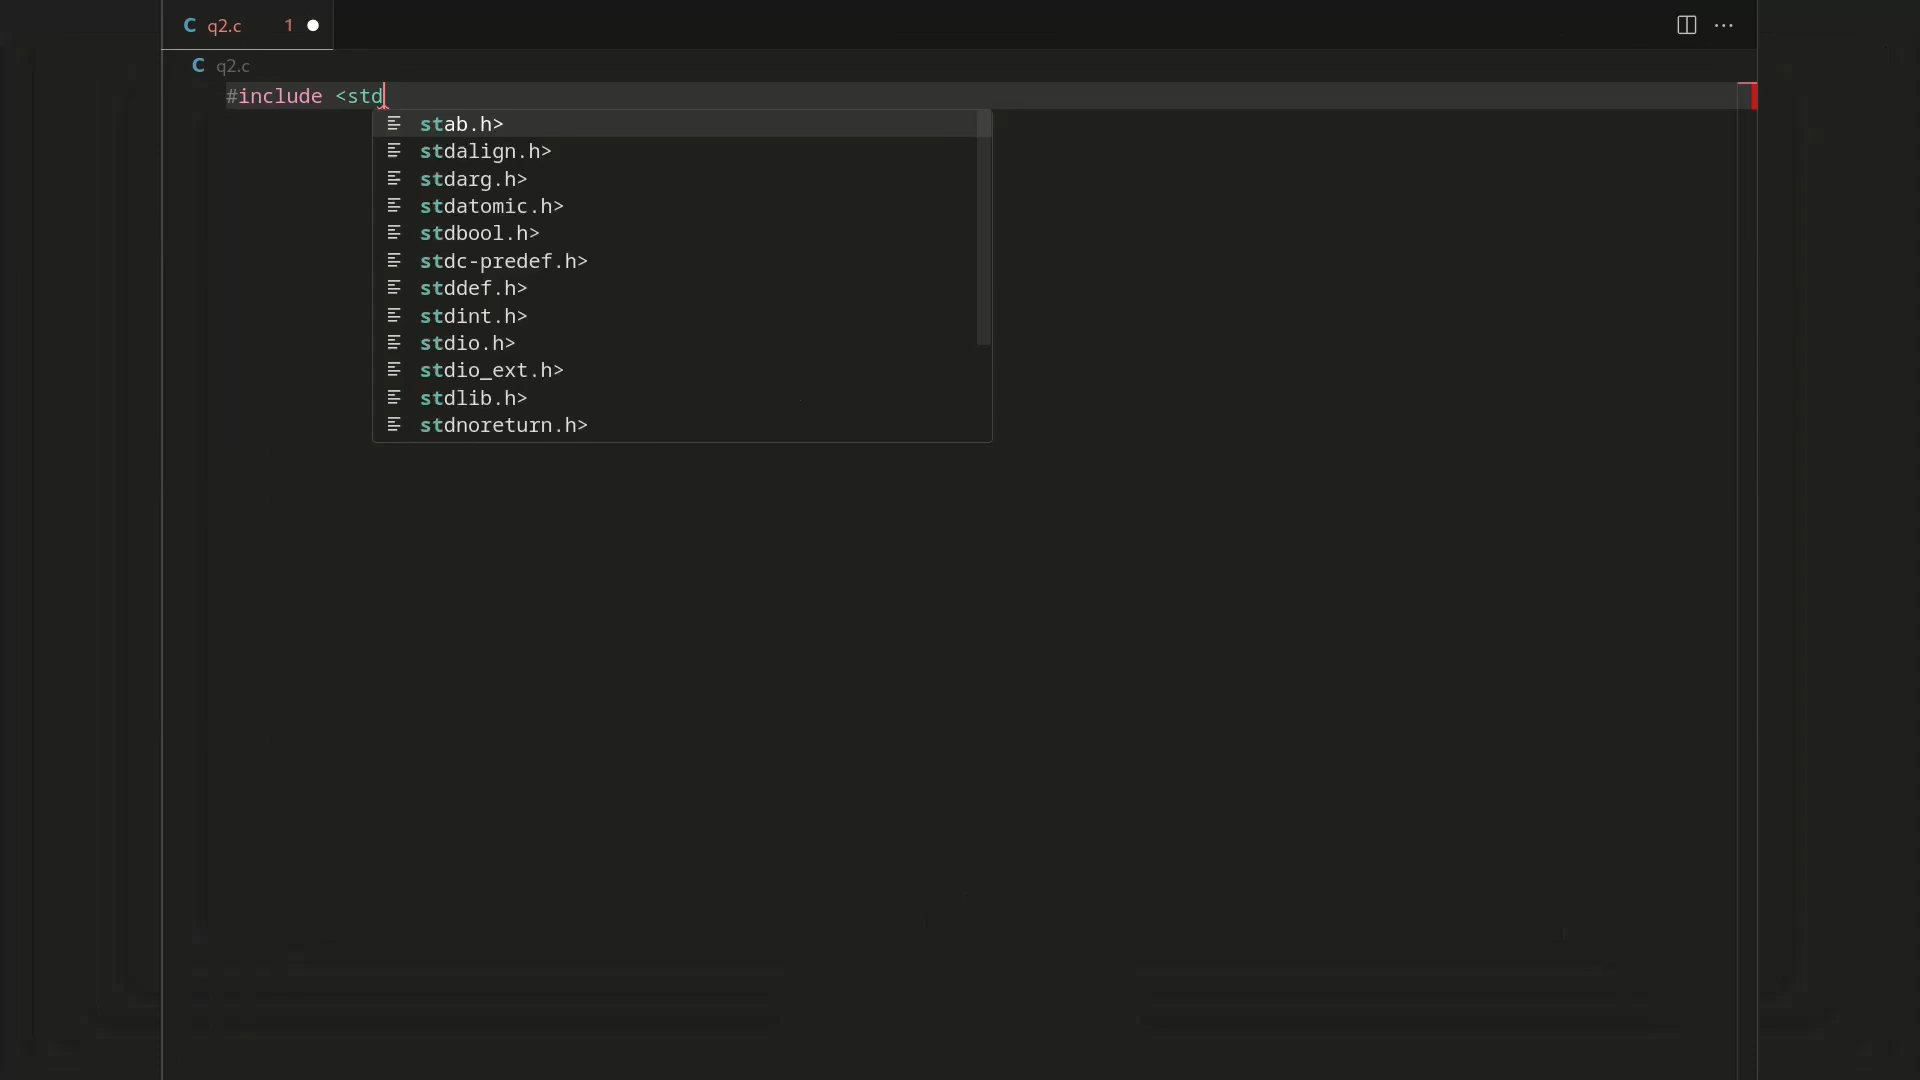 C q2.c 1
C q2.c
#include <std
stab.h>
stdalign.h>
stdarg.h>
stdatomic.h>
stdbool.h>
stdc-predef.h>
stddef.h>
stdint.h>
stdio.h>
stdio_ext.h>
stdlib.h>
stdnoreturn.h>